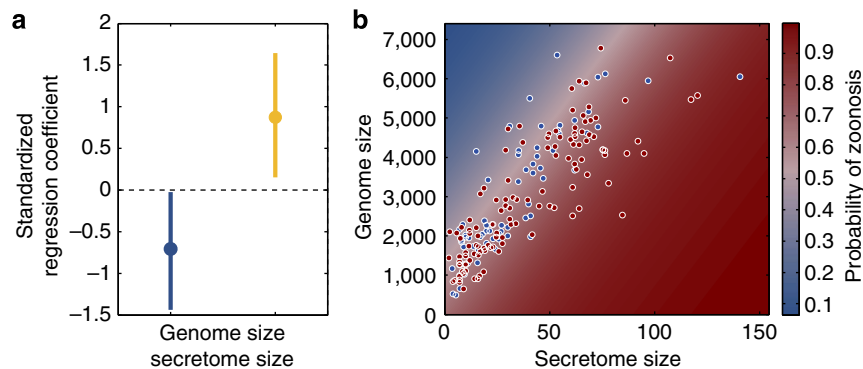 a
2
1.5
1
0.5
0
–0.5
–1
–1.5
Standardized
regression coefficient
Genome size
secretome size
b
7,000
6,000
5,000
4,000
3,000
2,000
1,000
0
Genome size
0 50 100 150
Secretome size
0.9
0.8
0.7
0.6
0.5
0.4
0.3
0.2
0.1
Probability of zoonosis